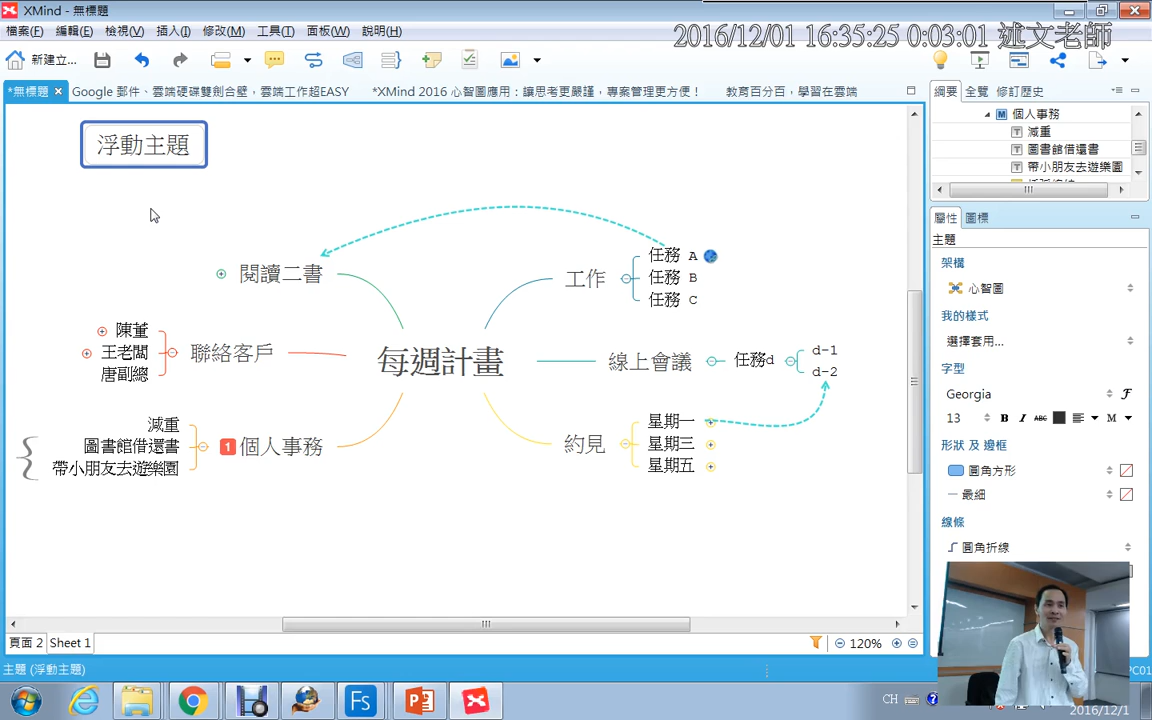 XMind - 無標題
檔案(F) 編輯(E) 檢視(V) 插入(I) 修改(M) 工具(T) 面板(W) 說明(H)
2016/12/01 16:35:25 0:03:01 述文老師
新建立...
*無標題
Google 郵件、雲端硬碟雙劍合壁，雲端工作超EASY
*XMind 2016 心智圖應用：讓思考更嚴謹，專案管理更方便！
教育百分百，學習在雲端
綱要 全覽 修訂歷史
個人事務
減重
圖書館借還書
帶小朋友去遊樂園
浮動主題
閱讀二書
陳董
王老闆
唐副總
聯絡客戶
減重
圖書館借還書
帶小朋友去遊樂園
1 個人事務
每週計畫
工作
任務 A
任務 B
任務 C
線上會議
任務d
d-1
d-2
約見
星期一
星期三
星期五
屬性 圖標
主題
架構
心智圖
我的樣式
選擇套用...
字型
Georgia
13 B I ABC M
形狀 及 邊框
圓角方形
最細
線條
圓角折線
頁面 2 Sheet 1
120%
主題 (浮動主題)
PC01
Fs
CH
2016/12/1